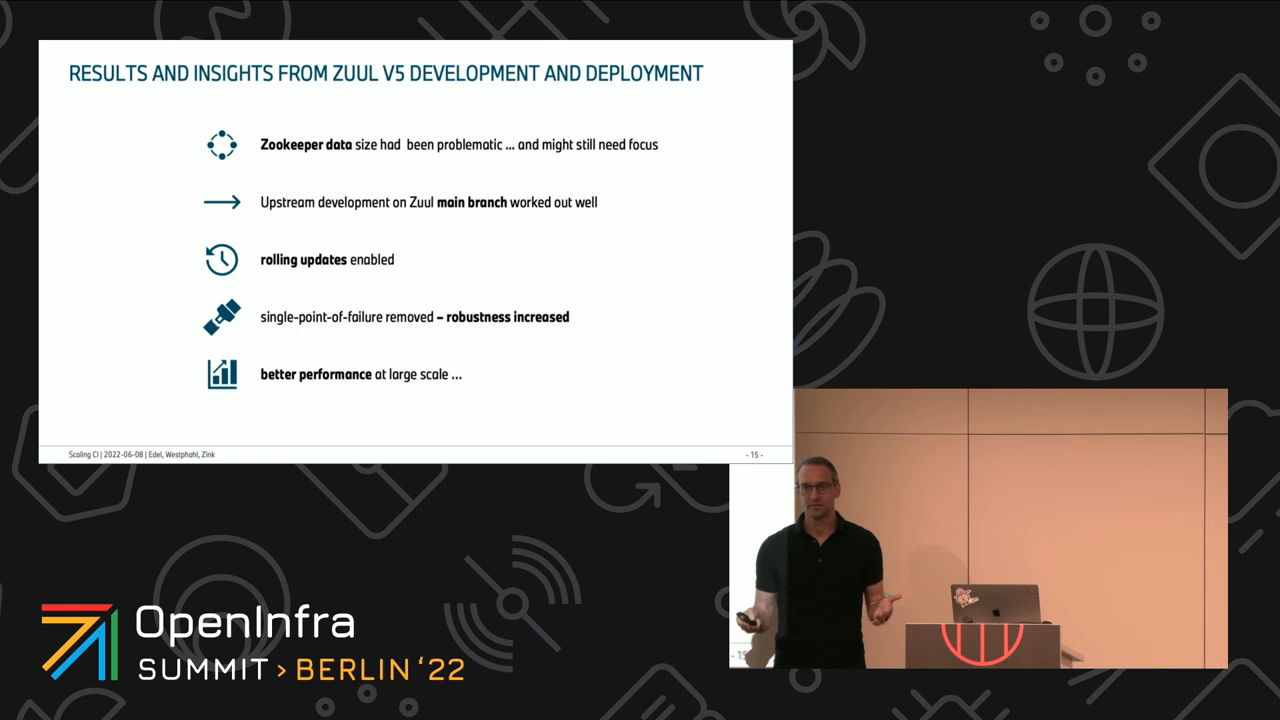 RESULTS AND INSIGHTS FROM ZUUL V5 DEVELOPMENT AND DEPLOYMENT
Zookeeper data size had been problematic ... and might still need focus
Upstream development on Zuul main branch worked out well
rolling updates enabled
single-point-of-failure removed – robustness increased
better performance at large scale ...
Scaling CI | 2022-06-08 | Edel, Westphahl, Zink
- 15 -
OpenInfra
SUMMIT > BERLIN ‘22